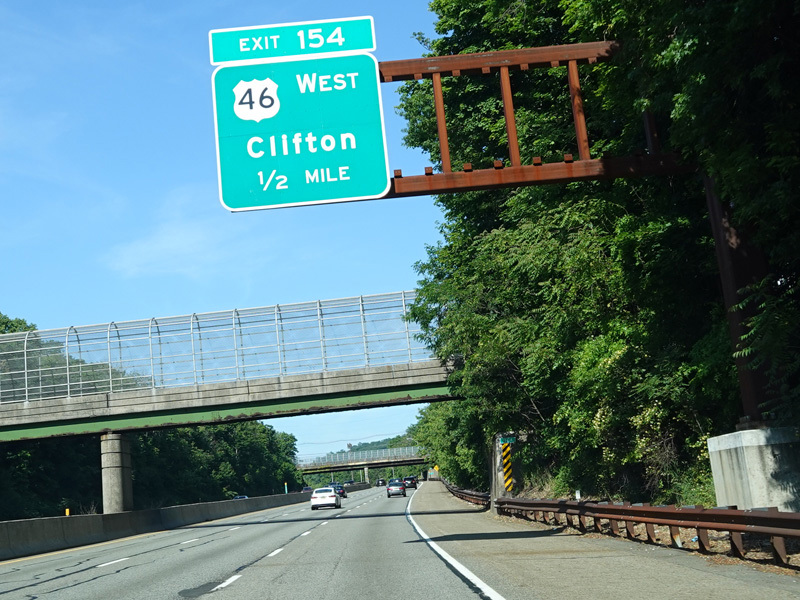 EXIT 154
46 WEST
Clifton
1/2 MILE